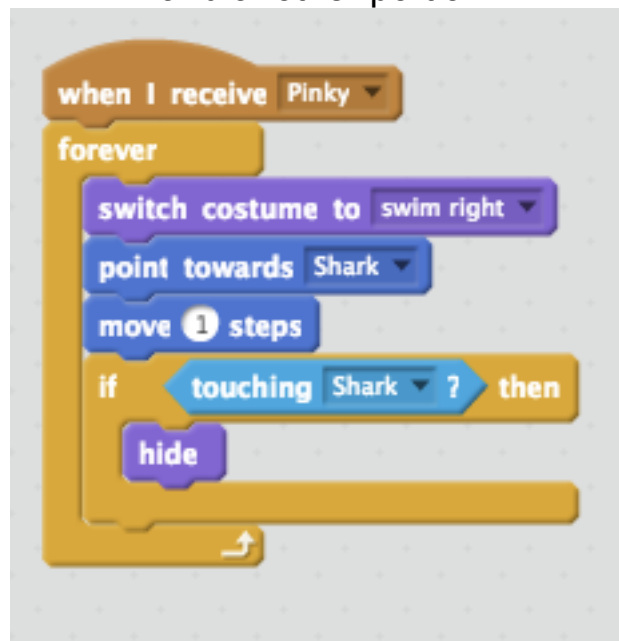 when I receive Pinky
forever
switch costume to swim right
point towards Shark
move 1 steps
if touching Shark ? then
hide